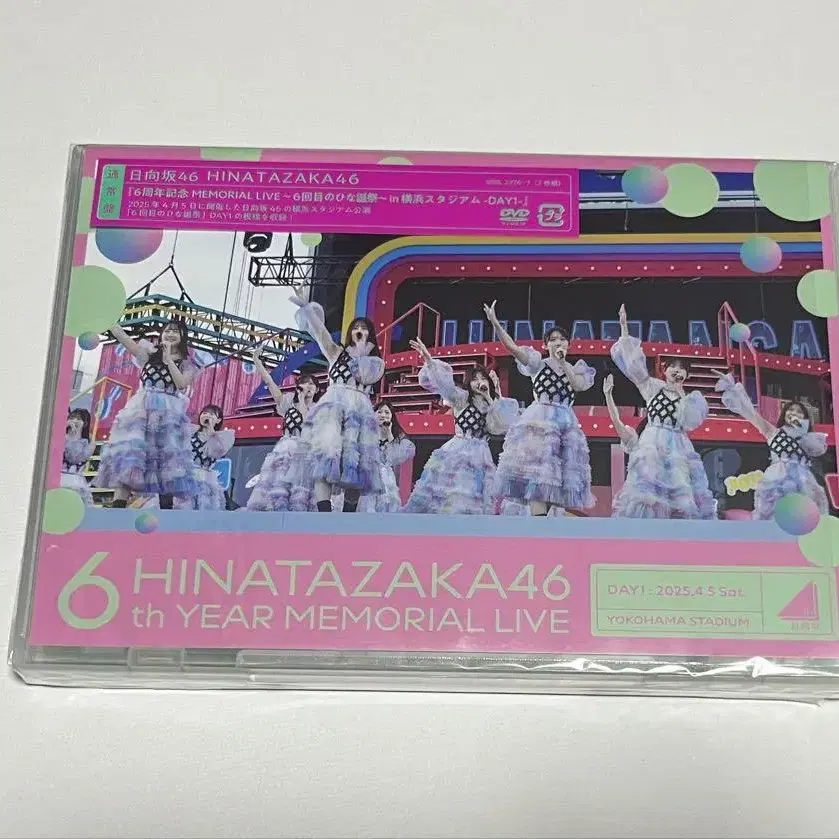 通常盤
日向坂46 HINATAZAKA46
『6周年記念 MEMORIAL LIVE ～6回目のひな誕祭～ in 横浜スタジアム -DAY1-』
2025年4月5日に開催した日向坂46の横浜スタジアム公演
「6回目のひな誕祭」DAY1の模様を収録！
DVD
6 HINATAZAKA46
th YEAR MEMORIAL LIVE
DAY1 : 2025.4.5 Sat.
YOKOHAMA STADIUM
日向坂